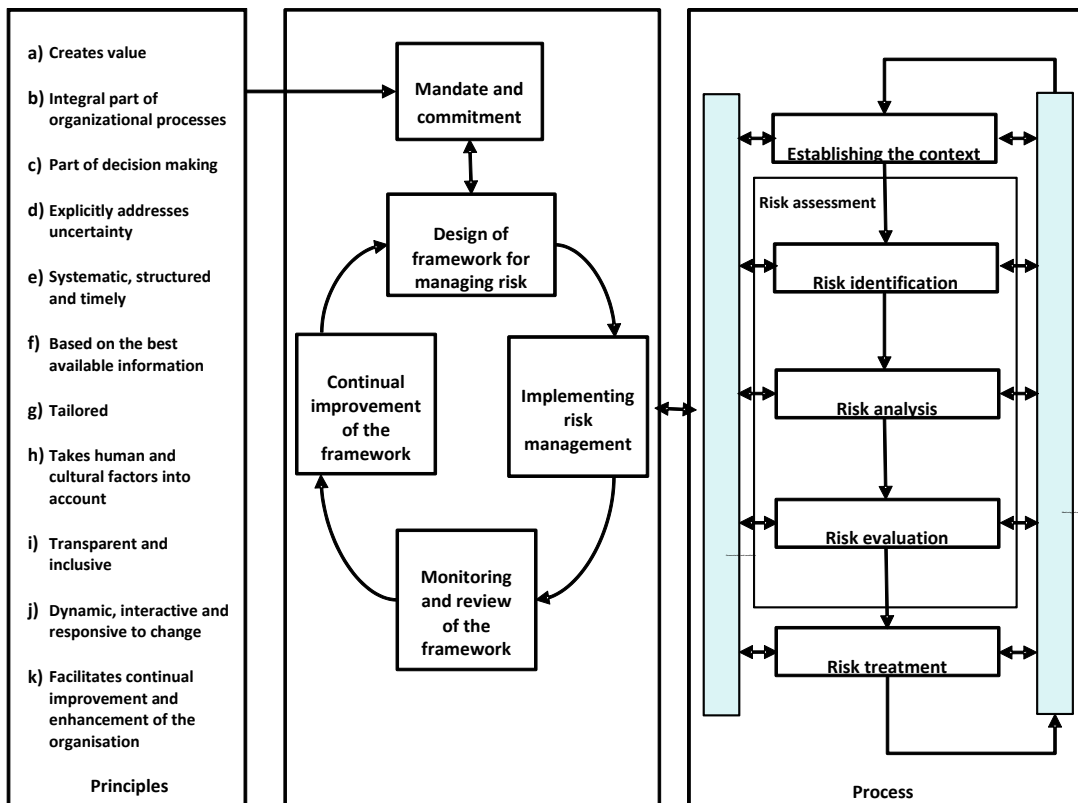 a) Creates value
b) Integral part of
organizational processes
c) Part of decision making
d) Explicitly addresses
uncertainty
e) Systematic, structured
and timely
f) Based on the best
available information
g) Tailored
h) Takes human and
cultural factors into
account
i) Transparent and
inclusive
j) Dynamic, interactive and
responsive to change
k) Facilitates continual
improvement and
enhancement of the
organisation
Principles
Mandate and
commitment
Design of
framework for
managing risk
Continual
improvement
of the
framework
Implementing
risk
management
Monitoring
and review
of the
framework
Establishing the context
Risk assessment
Risk identification
Risk analysis
Risk evaluation
Risk treatment
Process